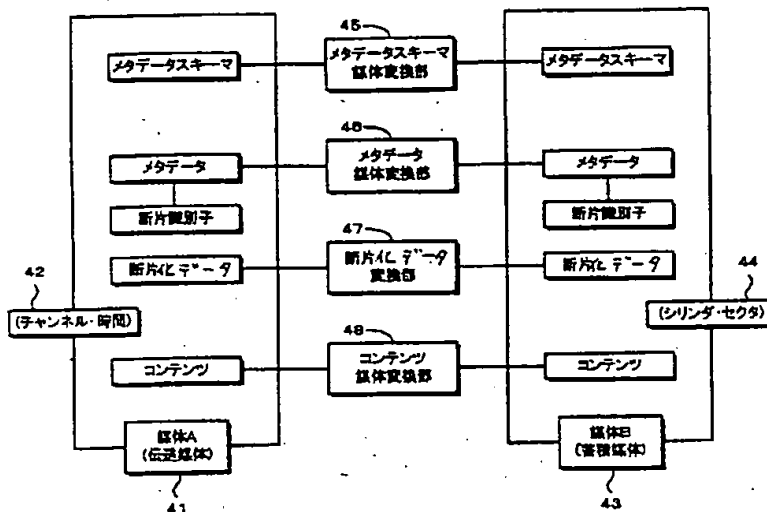 45
メタデータスキーマ
メタデータスキーマ
媒体変換部
メタデータスキーマ
46
メタデータ
メタデータ
媒体変換部
メタデータ
断片識別子
断片識別子
47
断片化データ
断片化データ
変換部
断片化データ
42
(チャンネル・時間)
44
(シリンダ・セクタ)
48
コンテンツ
コンテンツ
媒体変換部
コンテンツ
媒体A
(伝送媒体)
41
媒体B
(蓄積媒体)
43